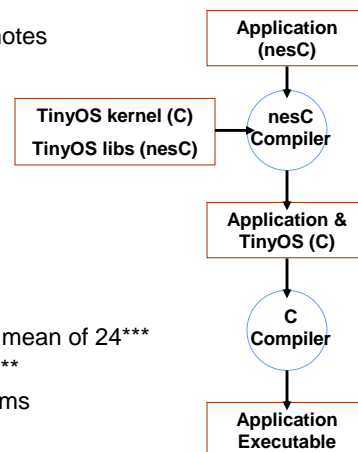 notes
mean of 24***
**
ms
Application
(nesC)
TinyOS kernel (C)
TinyOS libs (nesC)
nesC
Compiler
Application &
TinyOS (C)
C
Compiler
Application
Executable